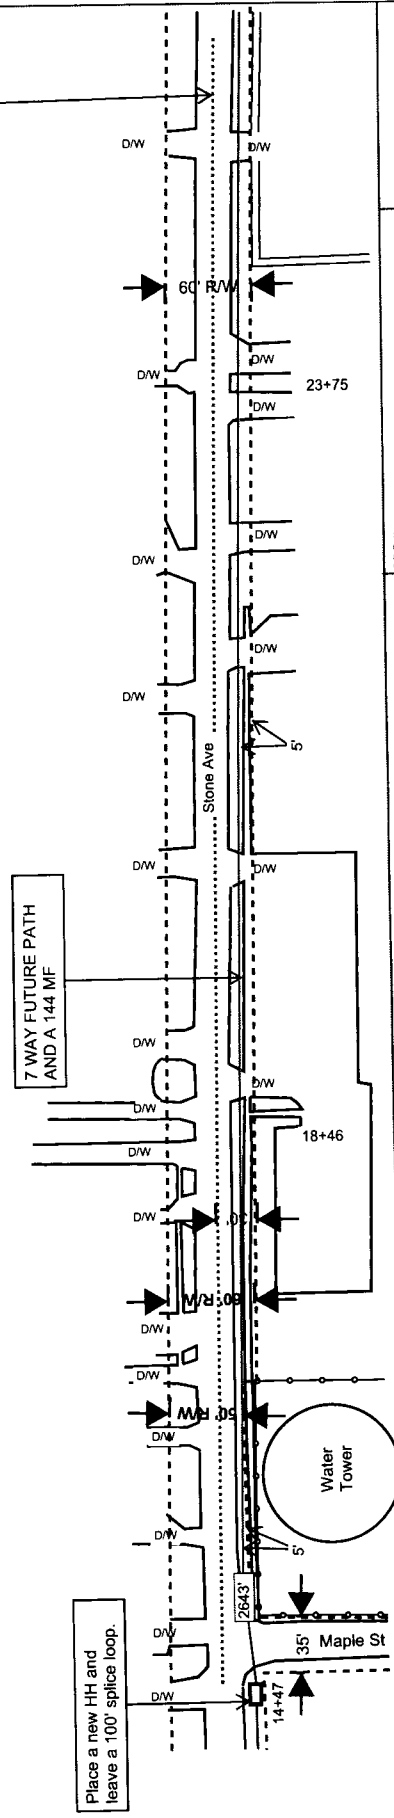 D/W
D/W
60' R/W
D/W
D/W
23+75
D/W
D/W
D/W
D/W
D/W
Stone Ave
5'
D/W
D/W
7 WAY FUTURE PATH
AND A 144 MF
D/W
D/W
D/W
D/W
18+46
D/W
30'
60' R/W
D/W
D/W
50' R/W
D/W
Water
Tower
D/W
5'
2643'
D/W
35'
Maple St
D/W
14+47
Place a new HH and
leave a 100' splice loop.